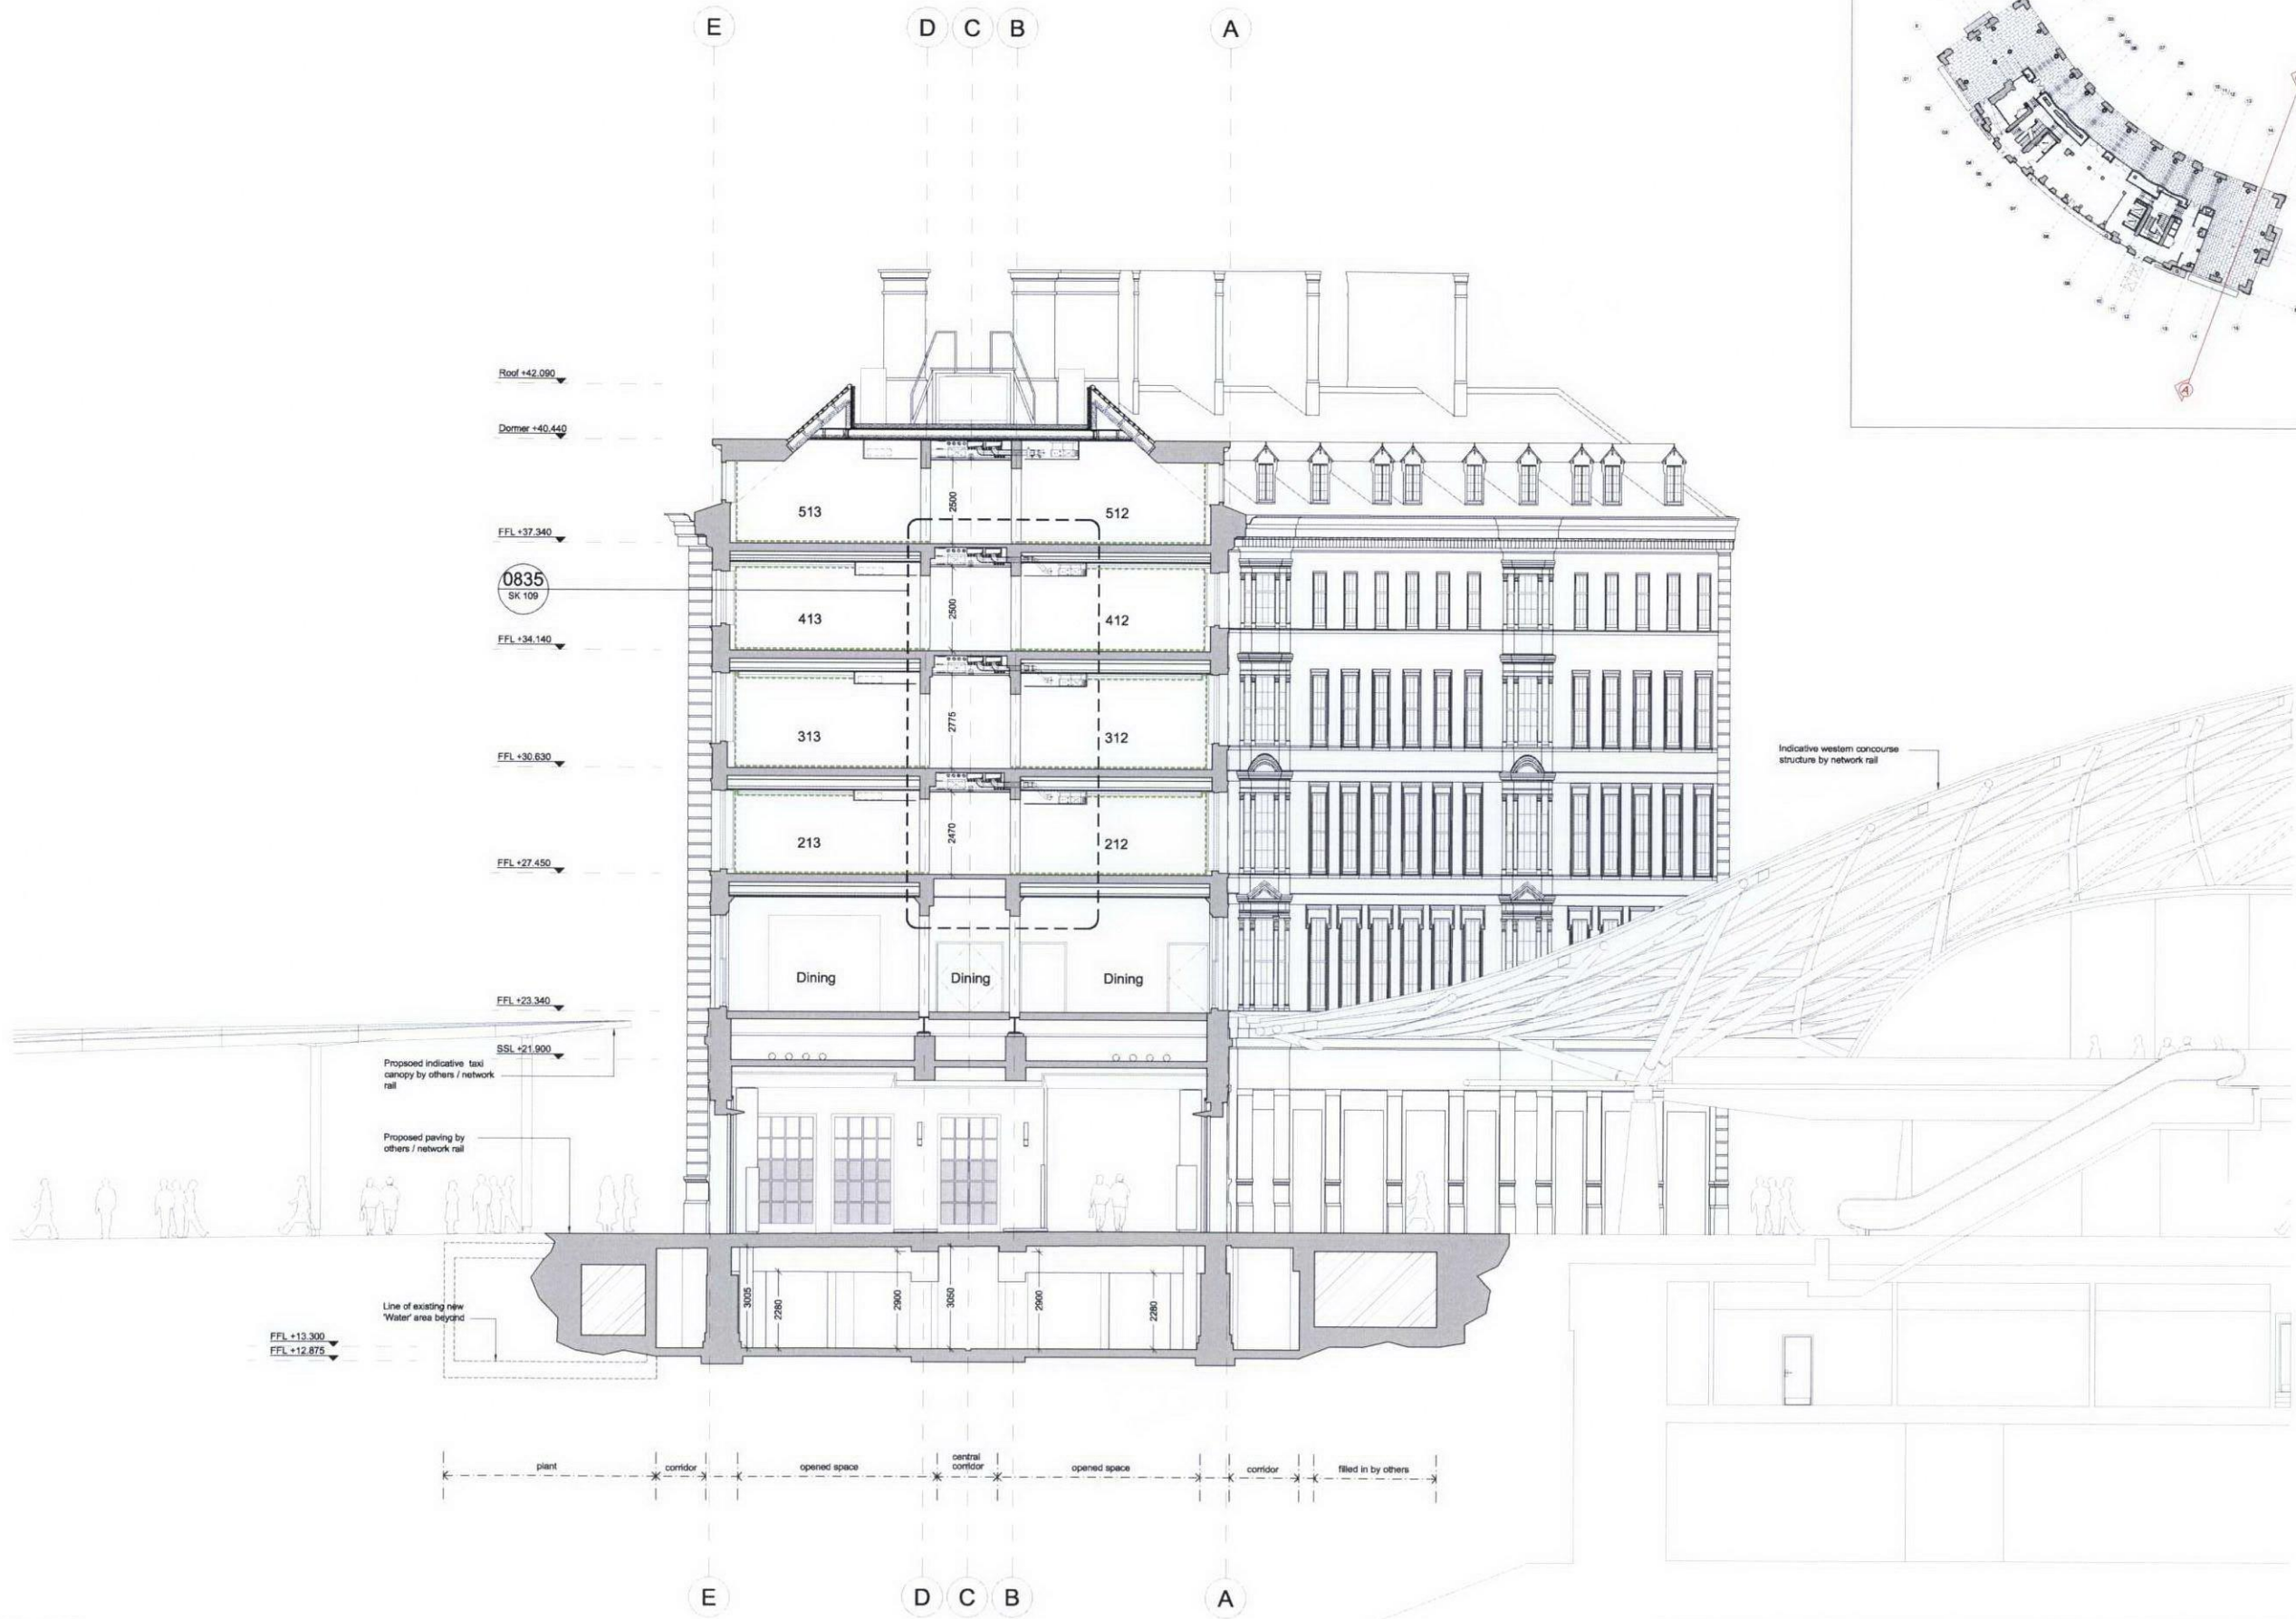 E
D
C
B
A
Roof +42.090
Dormer +40.440
513
2500
512
FFL +37.340
0835
SK 109
413
2500
412
FFL +34.140
313
2775
312
FFL +30.630
Indicative western concourse
structure by network rail
213
2470
212
FFL +27.450
Dining
Dining
Dining
FFL +23.340
SSL +21.900
Propsoed indicative taxi
canopy by others / network
rail
Proposed paving by
others / network rail
3005
2280
2900
3050
2900
2280
Line of existing new
'Water' area beyond
FFL +13.300
FFL +12.875
plant
corridor
opened space
central
corridor
opened space
corridor
filled in by others
E
D
C
B
A
A